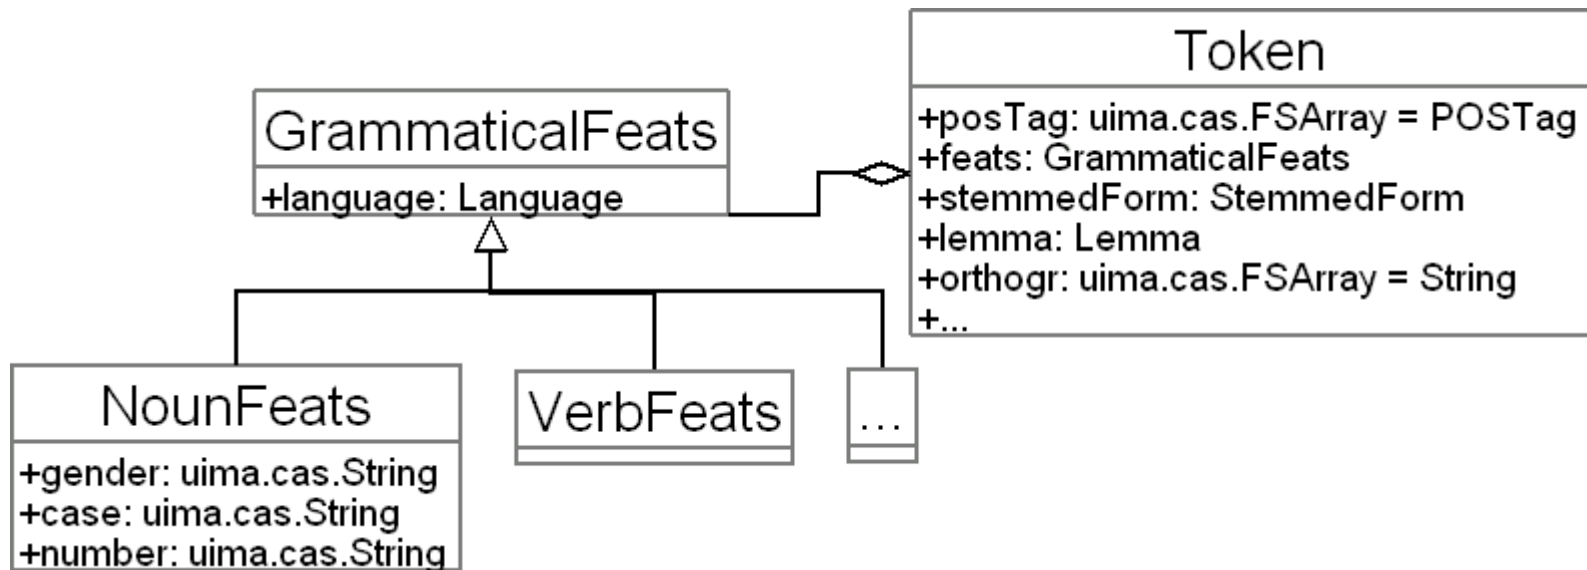 GrammaticalFeats
+language: Language
Token
+posTag: uima.cas.FSArray = POSTag
+feats: GrammaticalFeats
+stemmedForm: StemmedForm
+lemma: Lemma
+orthogr: uima.cas.FSArray = String
+...
NounFeats
+gender: uima.cas.String
+case: uima.cas.String
+number: uima.cas.String
VerbFeats
...